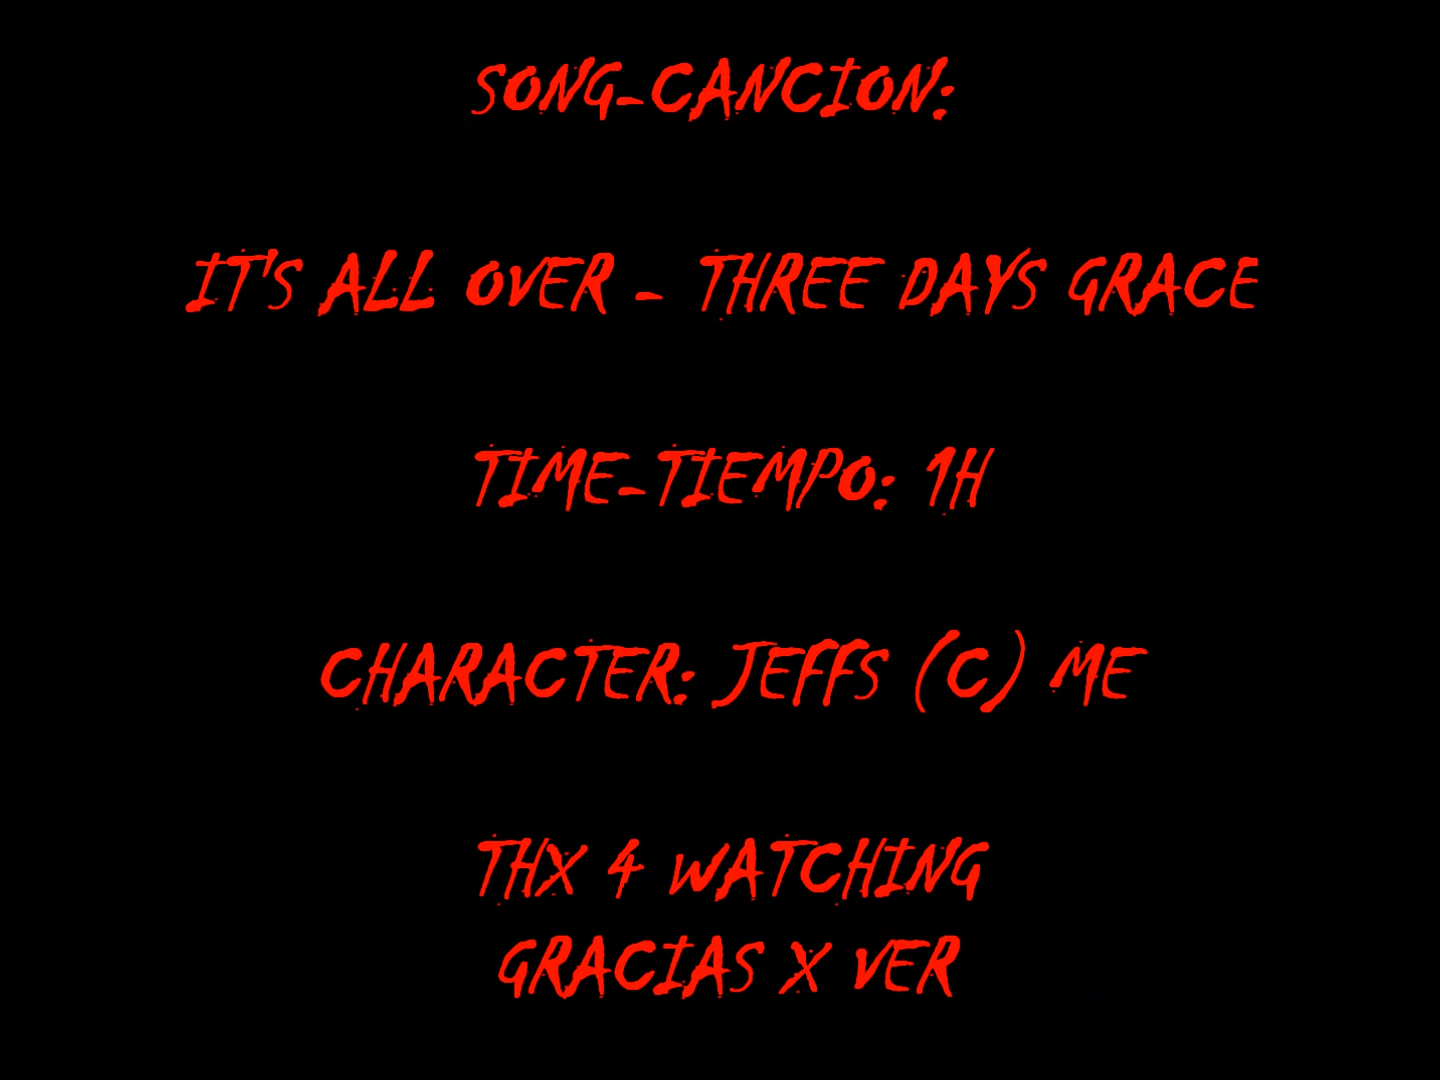 SONG-CANCION:
IT'S ALL OVER - THREE DAYS GRACE
TIME-TIEMPO: 1H
CHARACTER: JEFFS (C) ME
THX 4 WATCHING
GRACIAS X VER